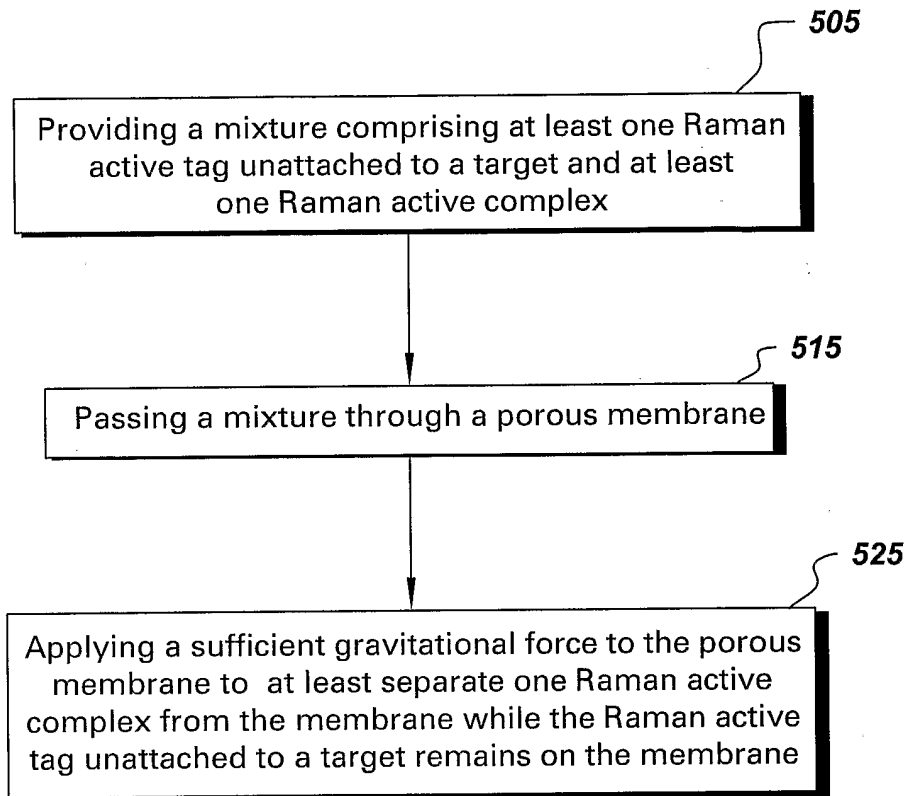 505
Providing a mixture comprising at least one Raman
active tag unattached to a target and at least
one Raman active complex
515
Passing a mixture through a porous membrane
525
Applying a sufficient gravitational force to the porous
membrane to at least separate one Raman active
complex from the membrane while the Raman active
tag unattached to a target remains on the membrane